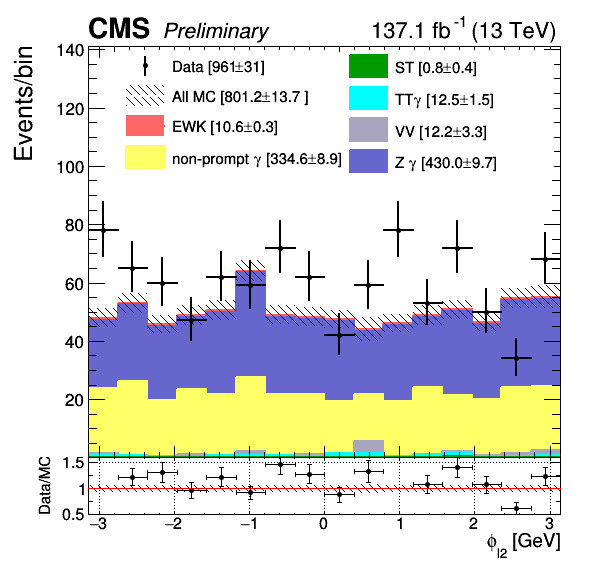 CMS Preliminary 137.1 fb⁻¹ (13 TeV)
Events/bin
140
120
100
80
60
40
20
Data [961±31]
All MC [801.2±13.7 ]
EWK [10.6±0.3]
non-prompt γ [334.6±8.9]
ST [0.8±0.4]
TTγ [12.5±1.5]
VV [12.2±3.3]
Z γ [430.0±9.7]
Data/MC
1.5
1
0.5
−3 −2 −1 0 1 2 3
ϕl2 [GeV]